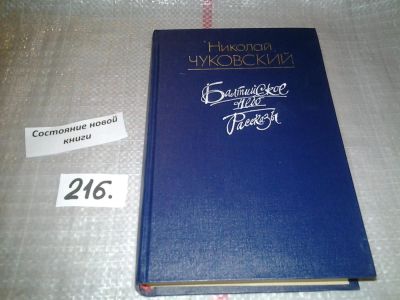 Николай
ЧУКОВСКИЙ
Балтийское
небо
Рассказы
Состояние новой
книги
216.